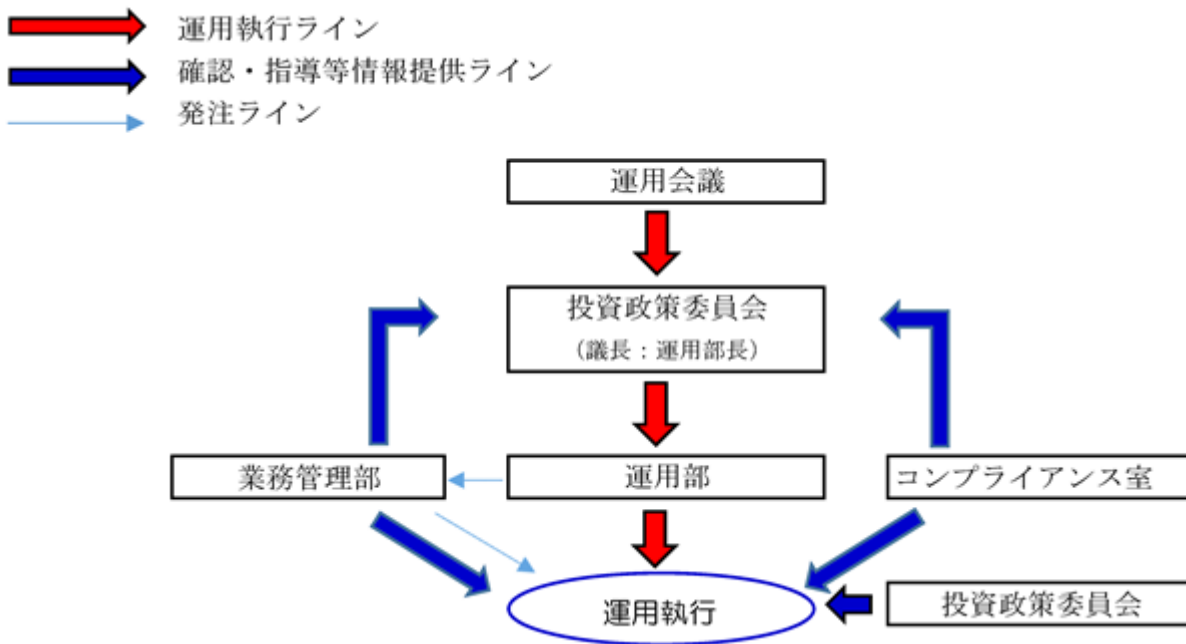 運用執行ライン
確認・指導等情報提供ライン
発注ライン
運用会議
投資政策委員会
（議長：運用部長）
業務管理部
運用部
コンプライアンス室
運用執行
投資政策委員会